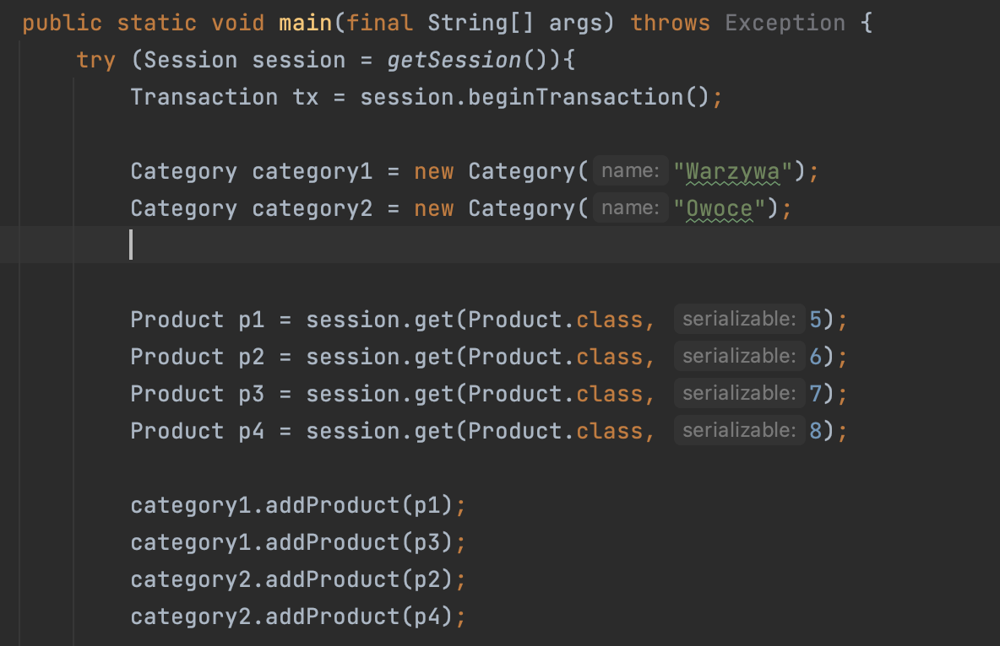 public static void main(final String[] args) throws Exception {
try (Session session = getSession()){
Transaction tx = session.beginTransaction();
Category category1 = new Category( name: "Warzywa");
Category category2 = new Category( name: "Owoce");
Product p1 = session.get(Product.class, serializable: 5);
Product p2 = session.get(Product.class, serializable: 6);
Product p3 = session.get(Product.class, serializable: 7);
Product p4 = session.get(Product.class, serializable: 8);
category1.addProduct(p1);
category1.addProduct(p3);
category2.addProduct(p2);
category2.addProduct(p4);